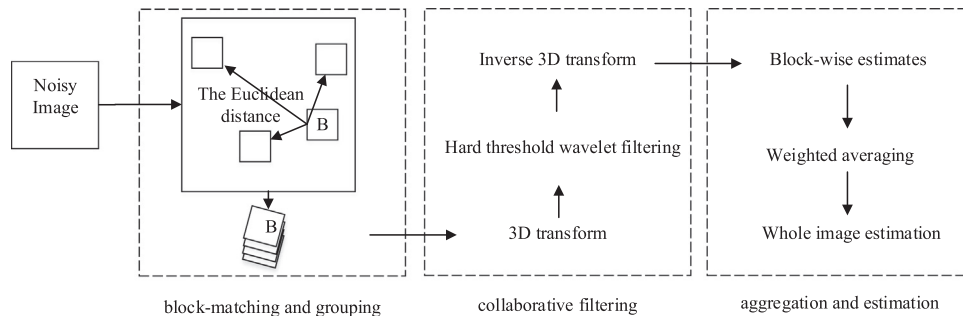 Noisy
Image
The Euclidean
distance
B
B
block-matching and grouping
Inverse 3D transform
Hard threshold wavelet filtering
3D transform
collaborative filtering
Block-wise estimates
Weighted averaging
Whole image estimation
aggregation and estimation